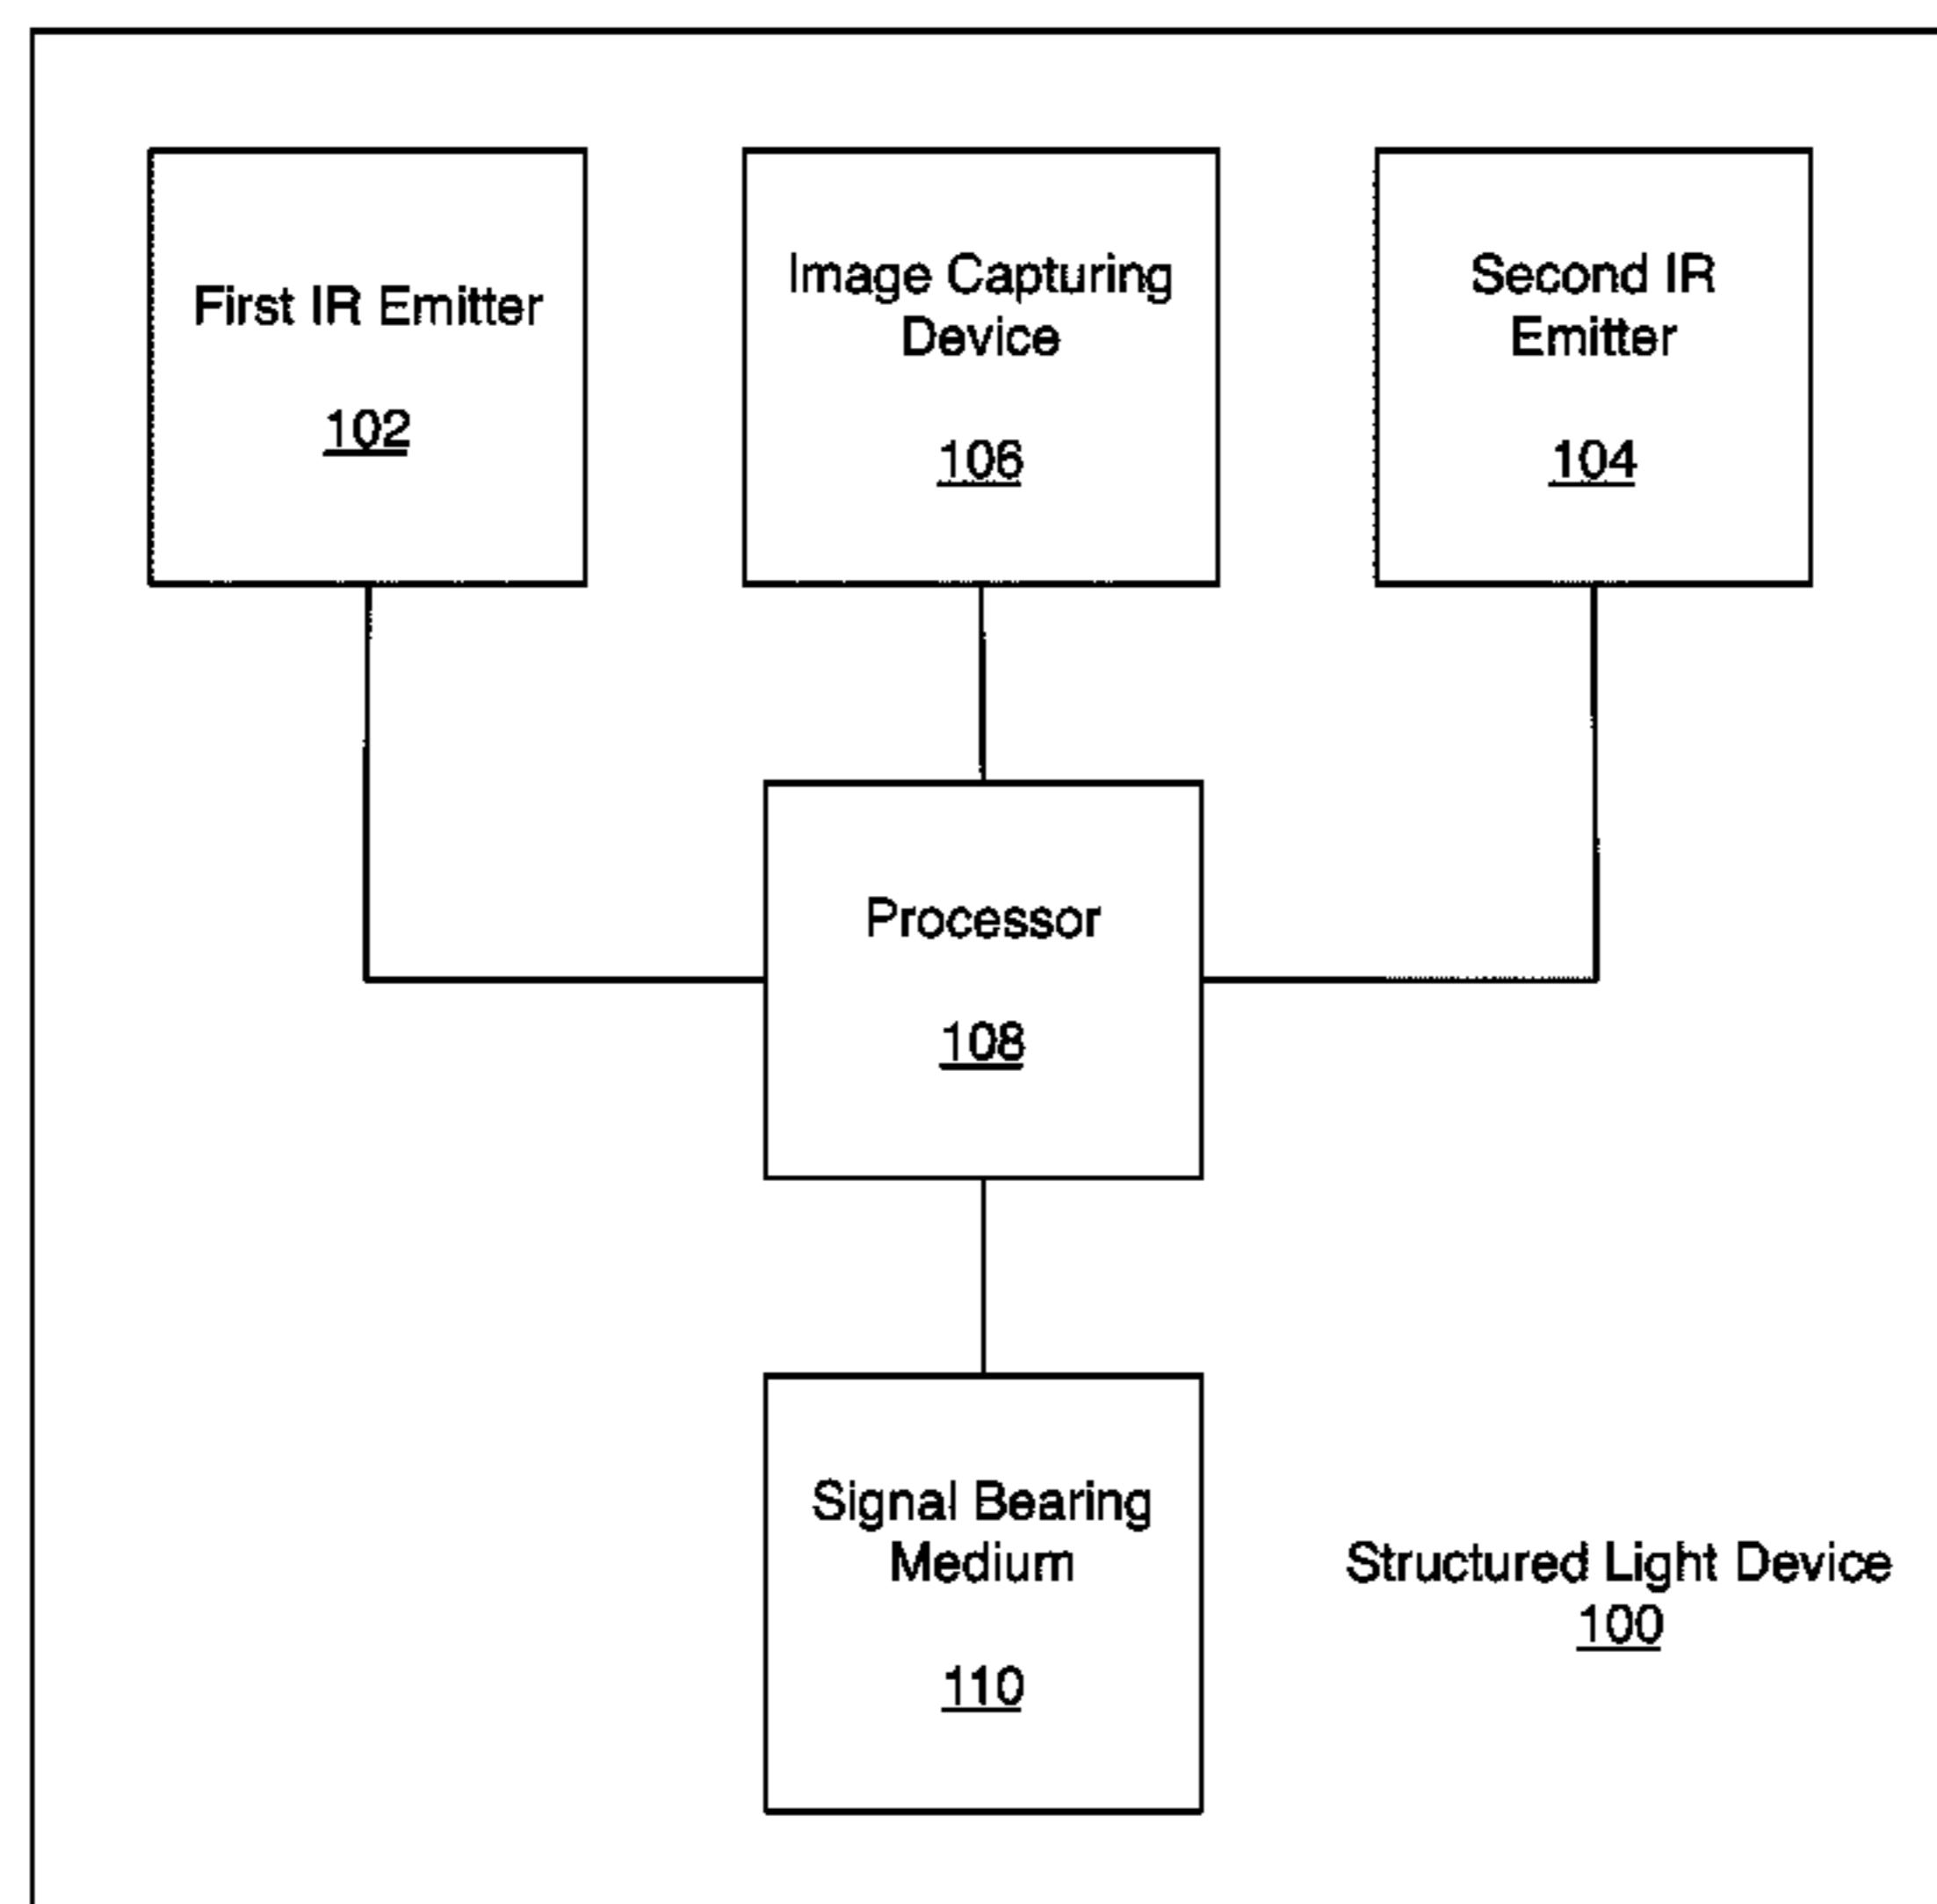 First IR Emitter
102
Image Capturing
Device
106
Second IR
Emitter
104
Processor
108
Signal Bearing
Medium
110
Structured Light Device
100